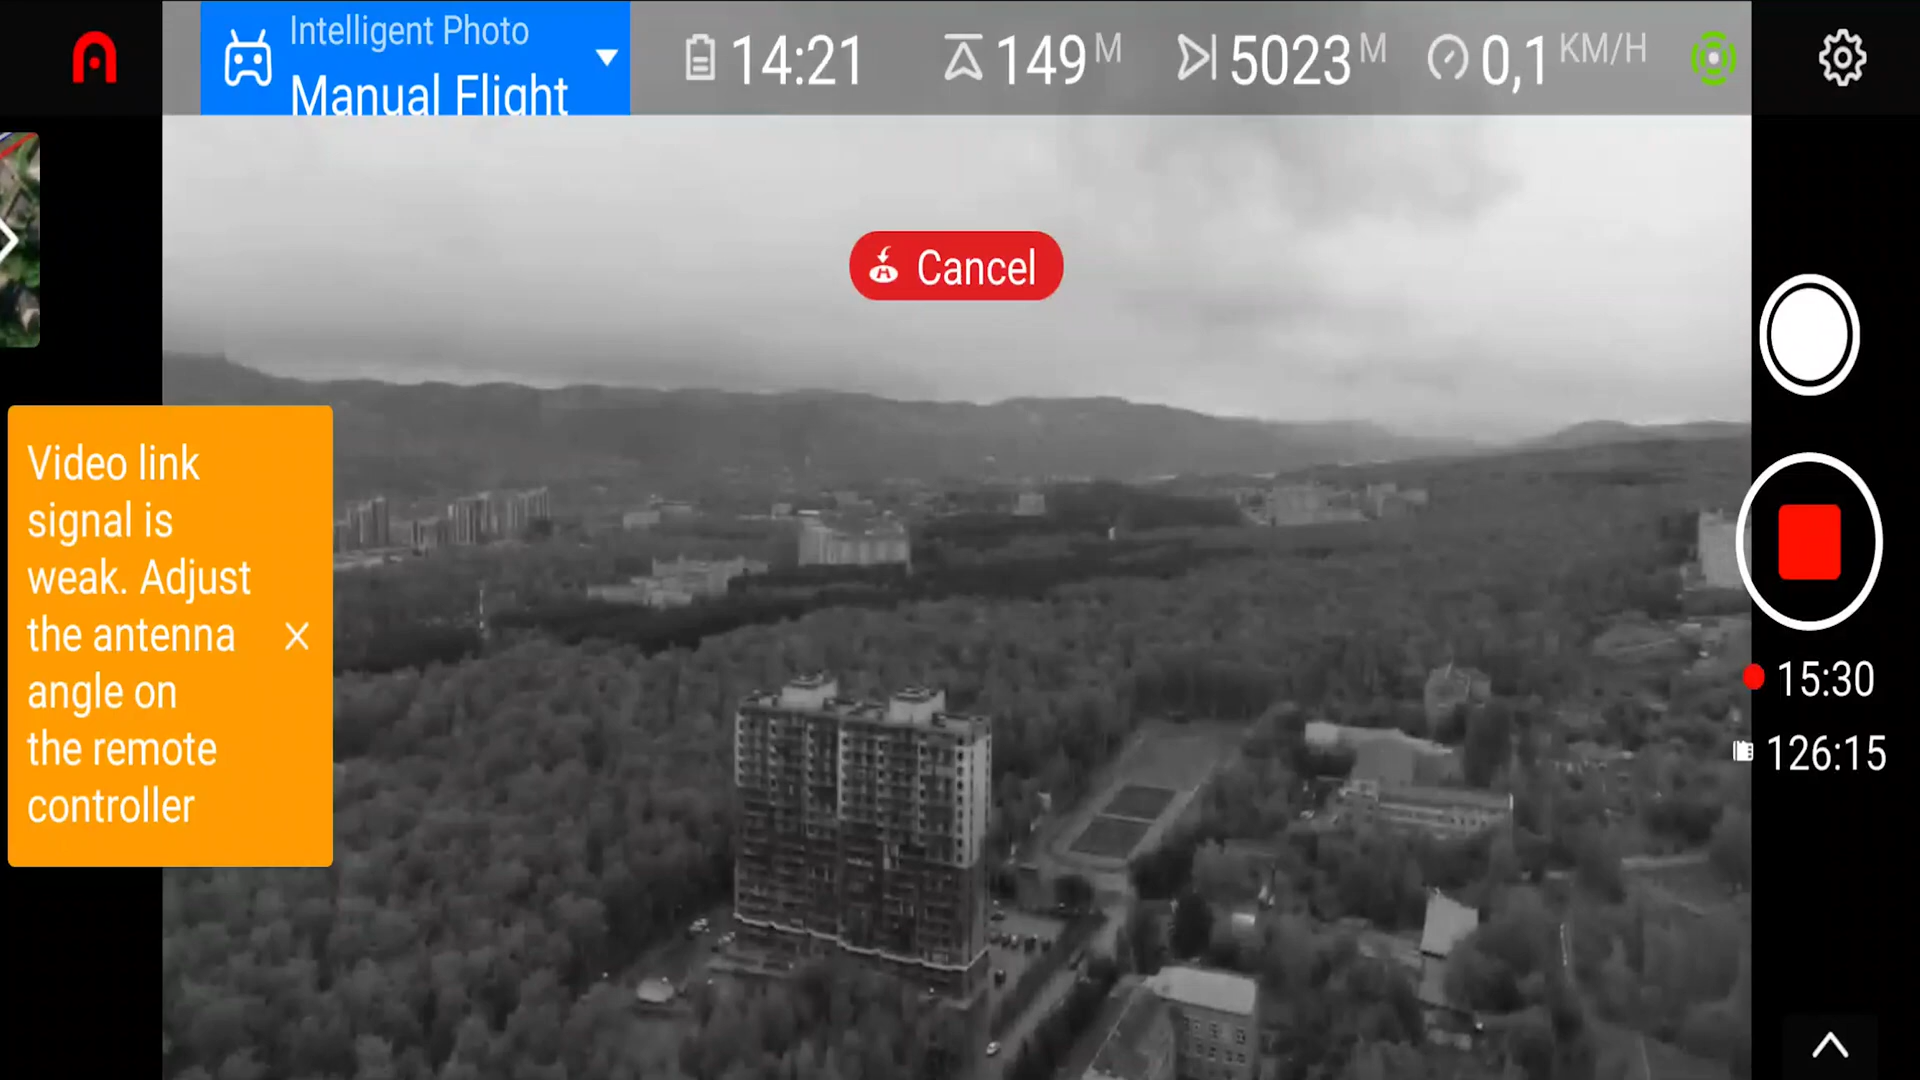 Intelligent Photo
Manual Flight
14:21
149 M
5023 M
0,1 KM/H
Cancel
Video link
signal is
weak. Adjust
the antenna
angle on
the remote
controller
15:30
126:15